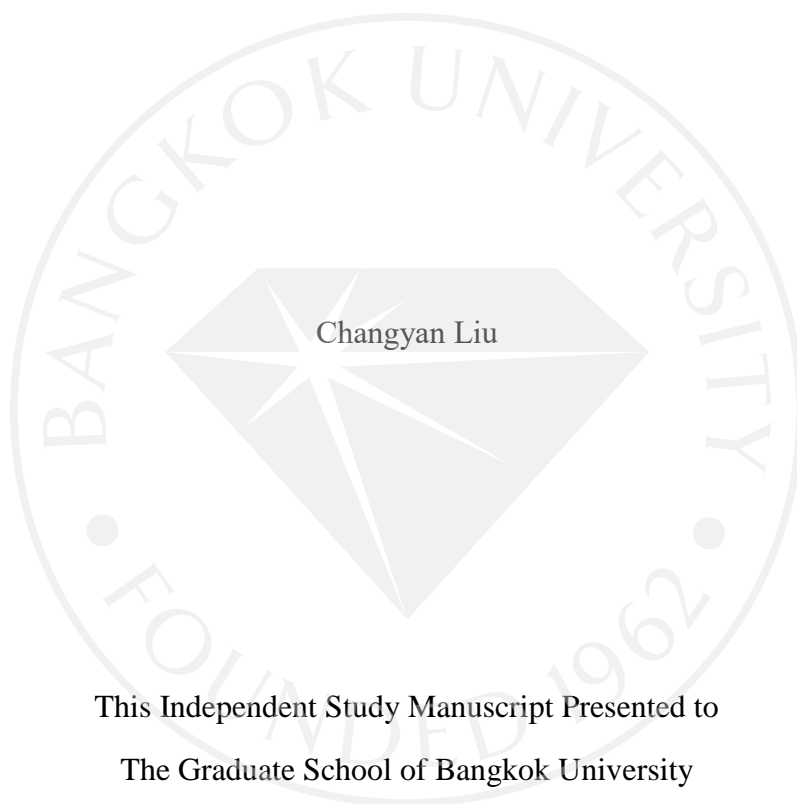 BANGKOK UNIVERSITY
Changyan Liu
This Independent Study Manuscript Presented to
The Graduate School of Bangkok University
• FOUNDED 1962 •